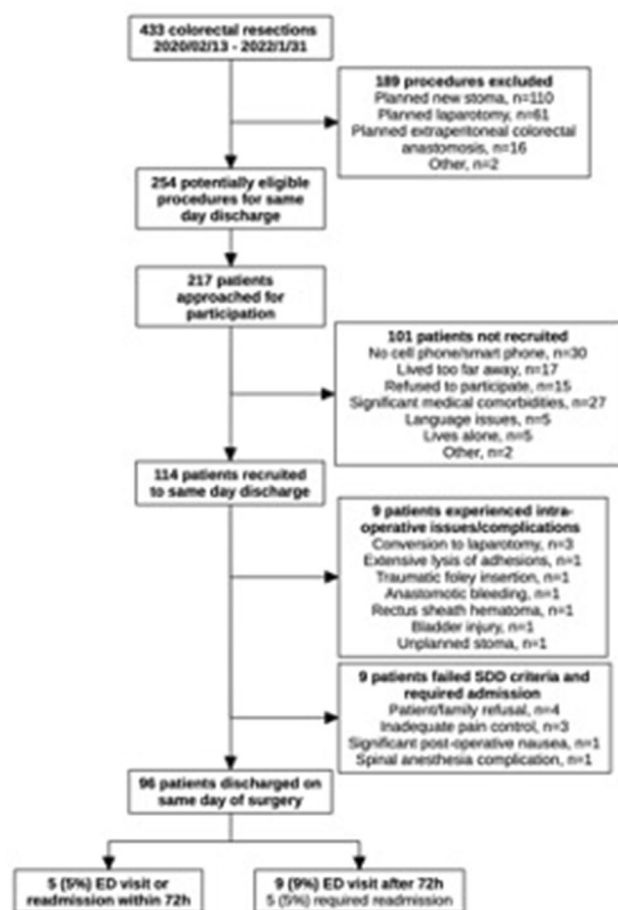 433 colorectal resections
2020/02/13 - 2022/1/31
189 procedures excluded
Planned new stoma, n=110
Planned laparotomy, n=61
Planned extraperitoneal colorectal
anastomosis, n=16
Other, n=2
254 potentially eligible
procedures for same
day discharge
217 patients
approached for
participation
101 patients not recruited
No cell phone/smart phone, n=30
Lived too far away, n=17
Refused to participate, n=15
Significant medical comorbidities, n=27
Language issues, n=5
Lives alone, n=5
Other, n=2
114 patients recruited
to same day discharge
9 patients experienced intra-
operative issues/complications
Conversion to laparotomy, n=3
Extensive lysis of adhesions, n=1
Traumatic foley insertion, n=1
Anastomotic bleeding, n=1
Rectus sheath hematoma, n=1
Bladder injury, n=1
Unplanned stoma, n=1
9 patients failed SDD criteria and
required admission
Patient/family refusal, n=4
Inadequate pain control, n=3
Significant post-operative nausea, n=1
Spinal anesthesia complication, n=1
96 patients discharged on
same day of surgery
5 (5%) ED visit or
readmission within 72h
9 (9%) ED visit after 72h
5 (5%) required readmission